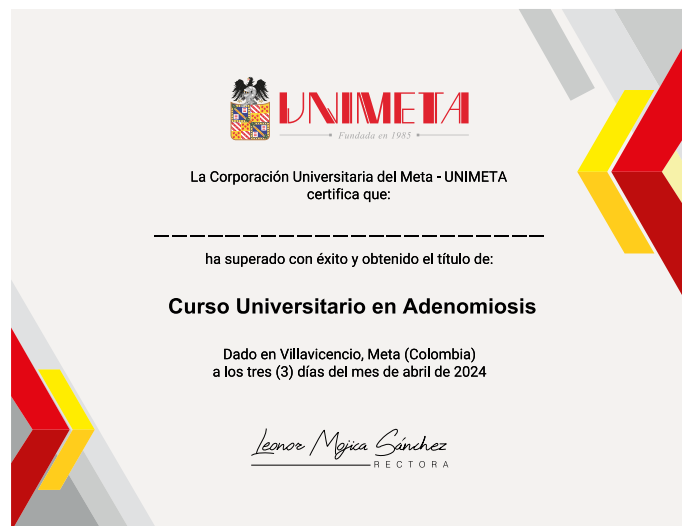 UNIMETA
Fundada en 1985
La Corporación Universitaria del Meta - UNIMETA
certifica que:
ha superado con éxito y obtenido el título de:
Curso Universitario en Adenomiosis
Dado en Villavicencio, Meta (Colombia)
a los tres (3) días del mes de abril de 2024
Leonor Mojica Sánchez
RECTORA